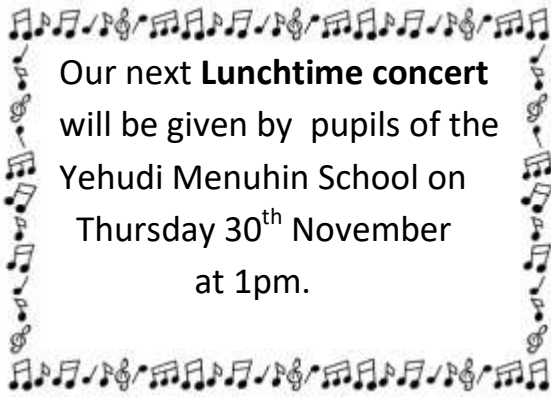 Our next Lunchtime concert
will be given by pupils of the
Yehudi Menuhin School on
Thursday 30th November
at 1pm.